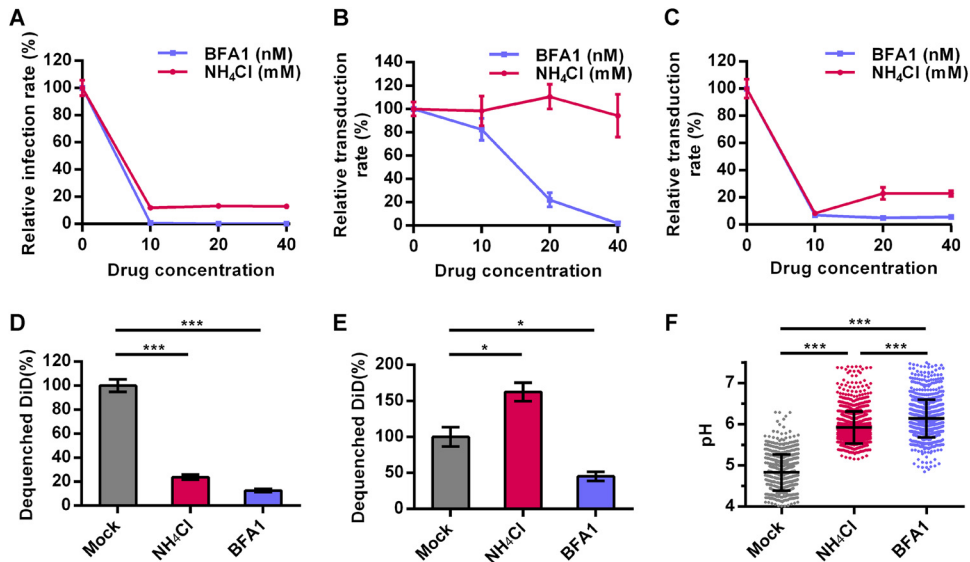 A
Relative infection rate (%)
120
100
80
60
40
20
0
0
10
20
40
Drug concentration
BFA1 (nM)
NH₄Cl (mM)
B
Relative transduction
rate (%)
140
120
100
80
60
40
20
0
0
10
20
40
Drug concentration
BFA1 (nM)
NH₄Cl (mM)
C
Relative transduction
rate (%)
120
100
80
60
40
20
0
0
10
20
40
Drug concentration
BFA1 (nM)
NH₄Cl (mM)
D
Dequenched DiD(%)
120
100
80
60
40
20
0
***
***
Mock
NH₄Cl
BFA1
E
Dequenched DiD(%)
200
150
100
50
0
*
*
Mock
NH₄Cl
BFA1
F
pH
7
6
5
4
***
***
***
Mock
NH₄Cl
BFA1